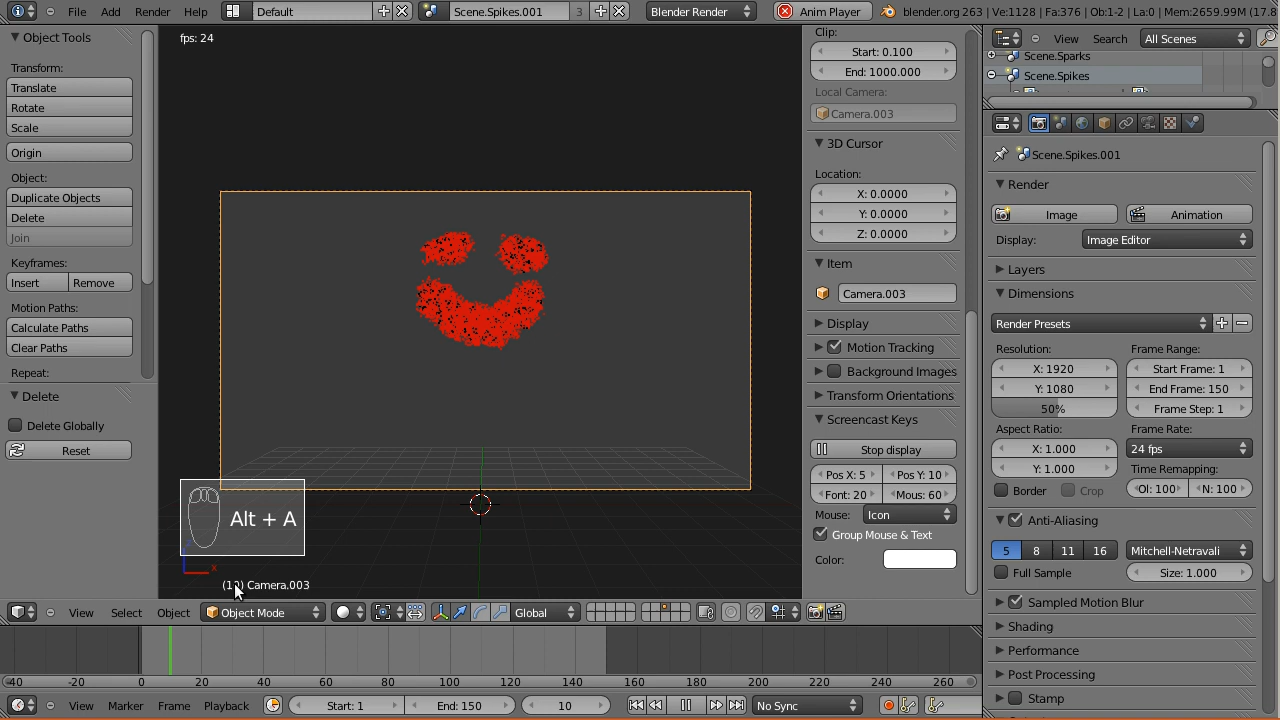 File Add Render Help Default Scene.Spikes.001 3 Blender Render Anim Player blender.org 263 | Ve:1128 | Fa:376 | Ob:1-2 | La:0 | Mem:2659.99M (17.8
Object Tools
Transform:
Translate
Rotate
Scale
Origin
Object:
Duplicate Objects
Delete
Join
Keyframes:
Insert Remove
Motion Paths:
Calculate Paths
Clear Paths
Repeat:
Delete
Delete Globally
Reset
fps: 24
Alt + A
x
Camera.003
Clip:
Start: 0.100
End: 1000.000
Local Camera:
Camera.003
3D Cursor
Location:
X: 0.0000
Y: 0.0000
Z: 0.0000
Item
Camera.003
Display
Motion Tracking
Background Images
Transform Orientations
Screencast Keys
Stop display
Pos X: 5 Pos Y: 10
Font: 20 Mous: 60
Mouse: Icon
Group Mouse & Text
Color:
View Search All Scenes
Scene.Sparks
Scene.Spikes
Scene.Spikes.001
Render
Image Animation
Display: Image Editor
Layers
Dimensions
Render Presets
Resolution: Frame Range:
X: 1920 Start Frame: 1
Y: 1080 End Frame: 150
50% Frame Step: 1
Aspect Ratio: Frame Rate:
X: 1.000 24 fps
Y: 1.000 Time Remapping:
Border Crop Ol: 100 N: 100
Anti-Aliasing
5 8 11 16 Mitchell-Netravali
Full Sample Size: 1.000
Sampled Motion Blur
Shading
Performance
Post Processing
Stamp
View Select Object Object Mode Global
-40 -20 0 20 40 60 80 100 120 140 160 180 200 220 240 260
View Marker Frame Playback Start: 1 End: 150 10 No Sync